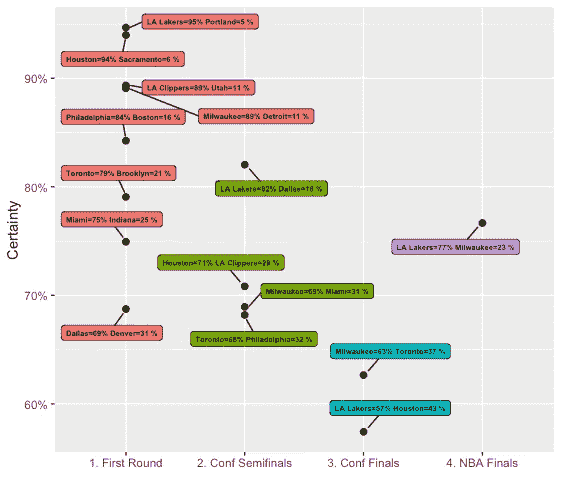 LA Lakers=95% Portland=5 %
Houston=94% Sacramento=6 %
90%
LA Clippers=89% Utah=11 %
Milwaukee=89% Detroit=11 %
Philadelphia=84% Boston=16 %
80%
LA Lakers=82% Dallas=18 %
Toronto=79% Brooklyn=21 %
Miami=75% Indiana=25 %
LA Lakers=77% Milwaukee=23 %
Certainty
Houston=71% LA Clippers=29 %
70%
Milwaukee=69% Miami=31 %
Dallas=69% Denver=31 %
Toronto=68% Philadelphia=32 %
Milwaukee=63% Toronto=37 %
60%
LA Lakers=57% Houston=43 %
1. First Round
2. Conf Semifinals
3. Conf Finals
4. NBA Finals